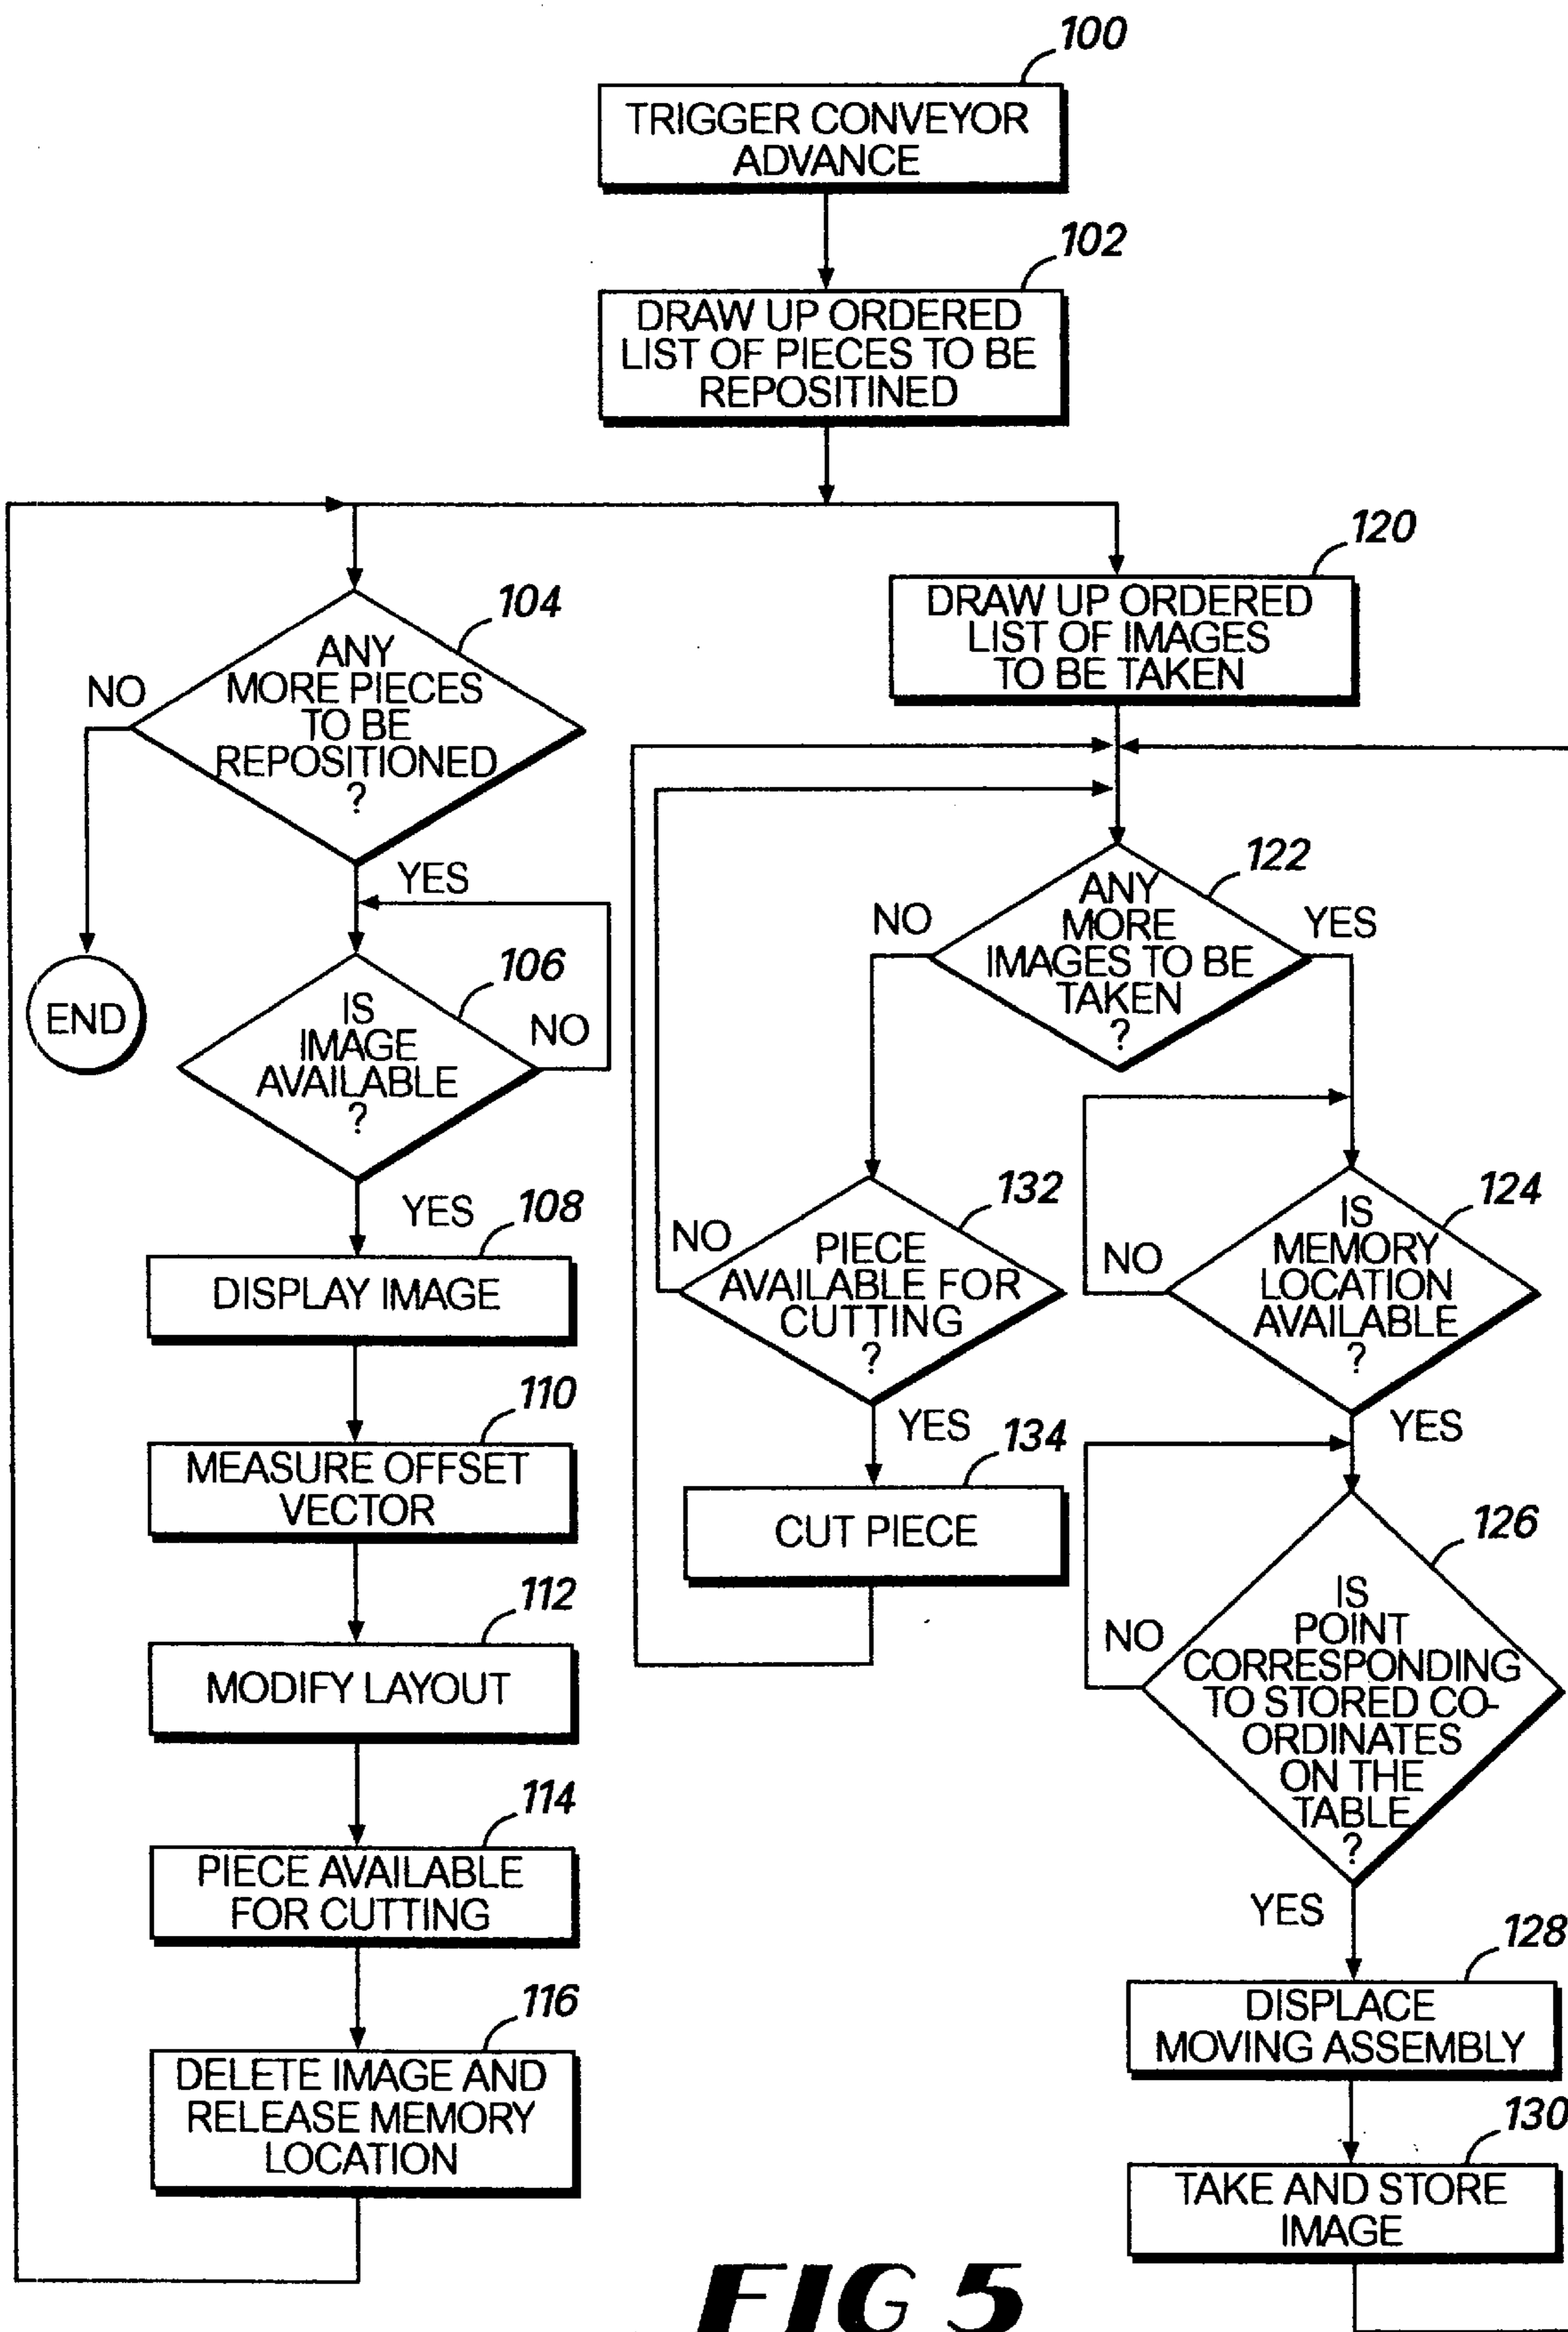 100
TRIGGER CONVEYOR
ADVANCE
102
DRAW UP ORDERED
LIST OF PIECES TO BE
REPOSITINED
104
ANY
MORE PIECES
TO BE
REPOSITIONED
?
NO
YES
END
106
IS
IMAGE
AVAILABLE
?
NO
YES
108
DISPLAY IMAGE
110
MEASURE OFFSET
VECTOR
112
MODIFY LAYOUT
114
PIECE AVAILABLE
FOR CUTTING
116
DELETE IMAGE AND
RELEASE MEMORY
LOCATION
120
DRAW UP ORDERED
LIST OF IMAGES
TO BE TAKEN
122
ANY
MORE
IMAGES TO BE
TAKEN
?
NO
YES
132
PIECE
AVAILABLE FOR
CUTTING
?
NO
YES
134
CUT PIECE
124
IS
MEMORY
LOCATION
AVAILABLE
?
NO
YES
126
IS
POINT
CORRESPONDING
TO STORED CO-
ORDINATES
ON THE
TABLE
?
NO
YES
128
DISPLACE
MOVING ASSEMBLY
130
TAKE AND STORE
IMAGE
FIG 5